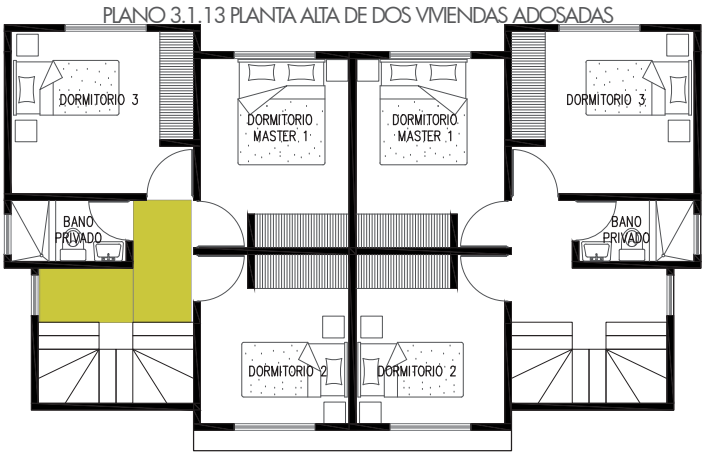 PLANO 3.1.13 PLANTA ALTA DE DOS VIVIENDAS ADOSADAS
DORMITORIO 3
DORMITORIO
MASTER 1
DORMITORIO
MASTER 1
DORMITORIO 3
BANO
PRIVADO
BANO
PRIVADO
DORMITORIO 2
DORMITORIO 2